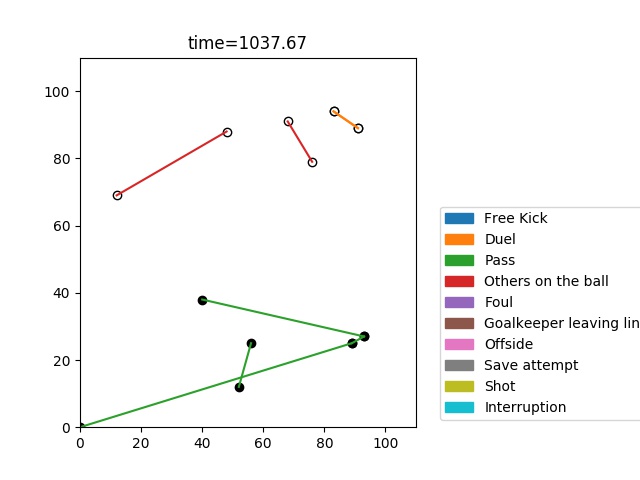 time=1037.67
100
80
60
40
20
0
0 20 40 60 80 100
Free Kick
Duel
Pass
Others on the ball
Foul
Goalkeeper leaving lin
Offside
Save attempt
Shot
Interruption